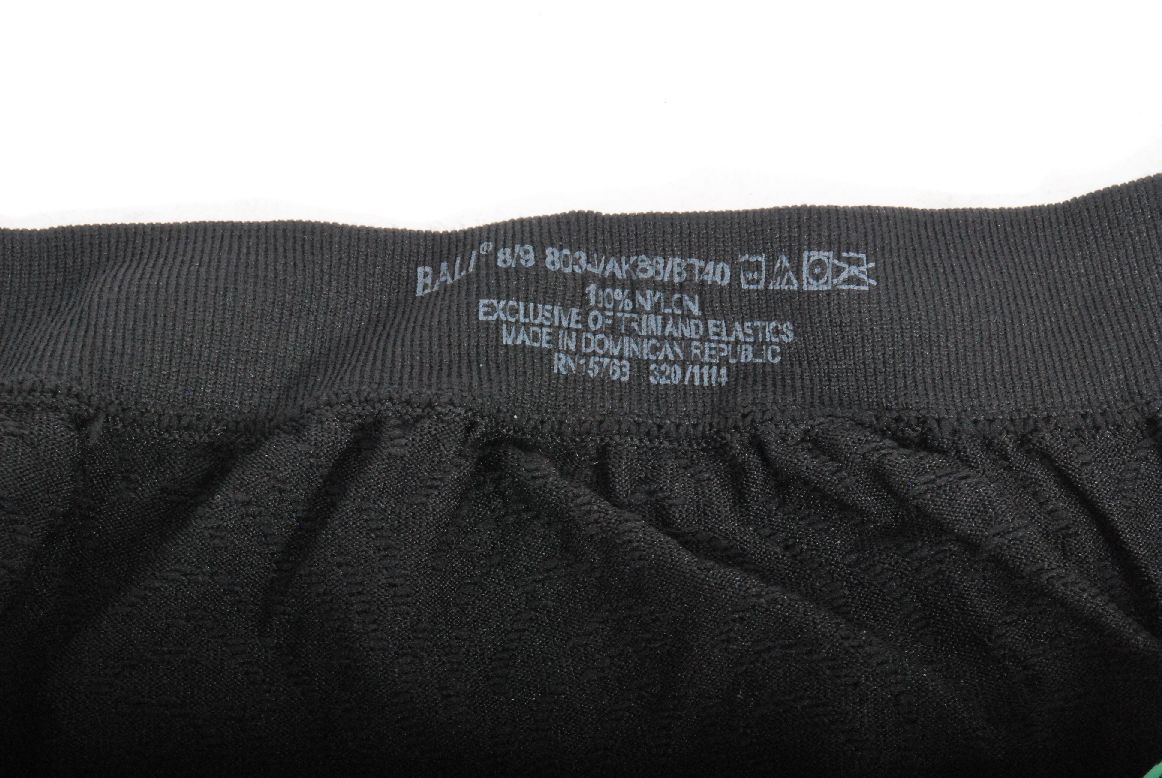 BALI® 8/9 803J/AK88/BT40
100% NYLON
EXCLUSIVE OF TRIM AND ELASTICS
MADE IN DOMINICAN REPUBLIC
RN15763 320/1114